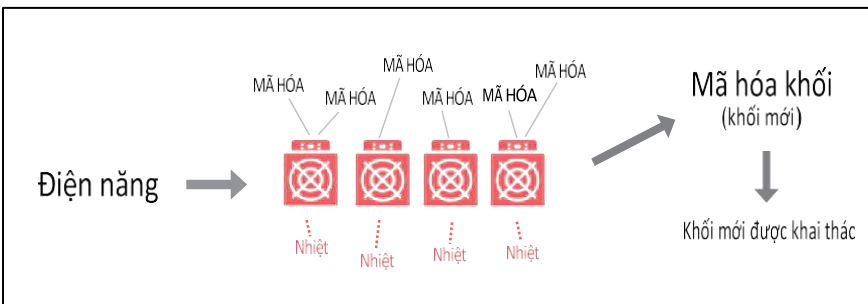 Điện năng
MÃ HÓA
MÃ HÓA
MÃ HÓA
MÃ HÓA
MÃ HÓA
MÃ HÓA
Nhiệt
Nhiệt
Nhiệt
Nhiệt
Mã hóa khối
(khối mới)
Khối mới được khai thác